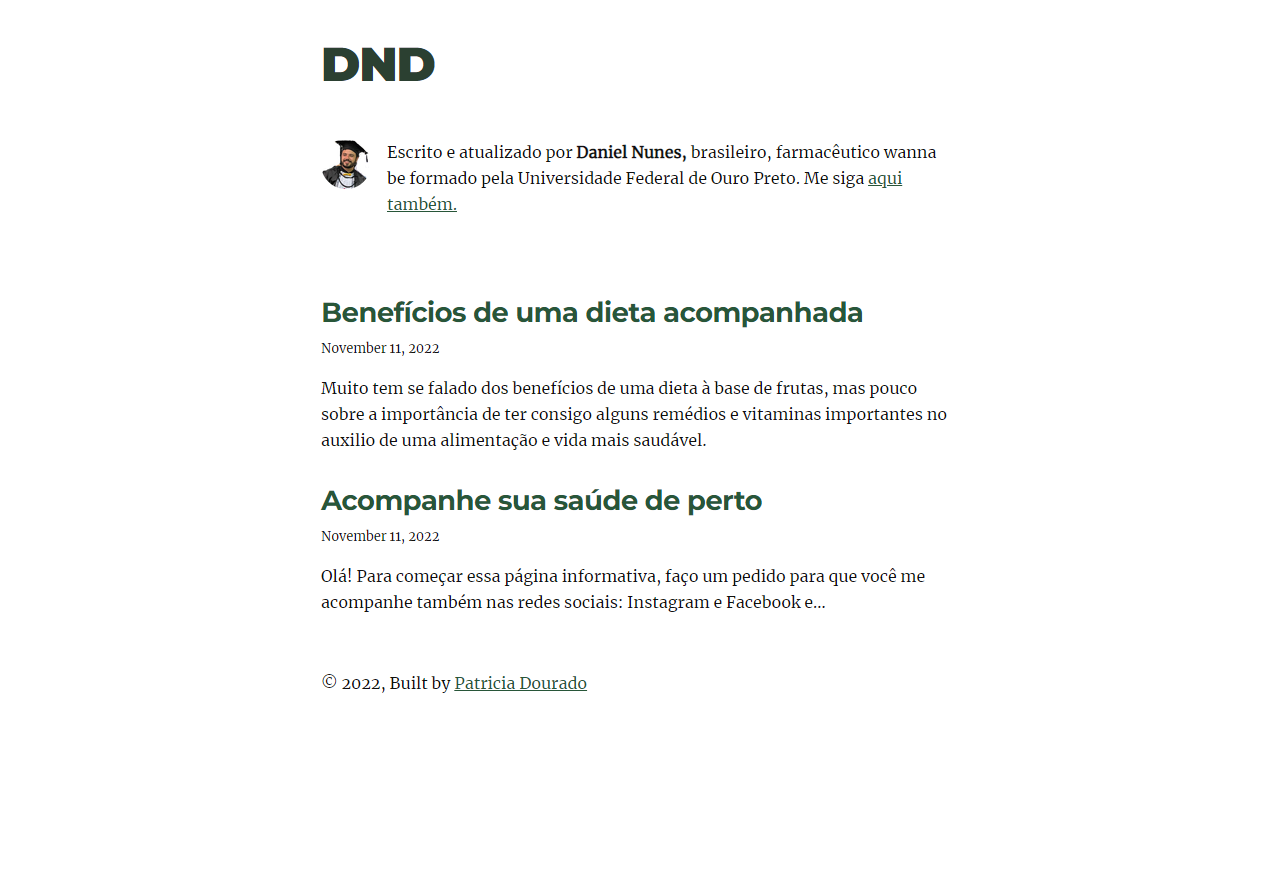 DND
Escrito e atualizado por Daniel Nunes, brasileiro, farmacêutico wanna
be formado pela Universidade Federal de Ouro Preto. Me siga aqui
também.
Benefícios de uma dieta acompanhada
November 11, 2022
Muito tem se falado dos benefícios de uma dieta à base de frutas, mas pouco
sobre a importância de ter consigo alguns remédios e vitaminas importantes no
auxilio de uma alimentação e vida mais saudável.
Acompanhe sua saúde de perto
November 11, 2022
Olá! Para começar essa página informativa, faço um pedido para que você me
acompanhe também nas redes sociais: Instagram e Facebook e…
© 2022, Built by Patricia Dourado